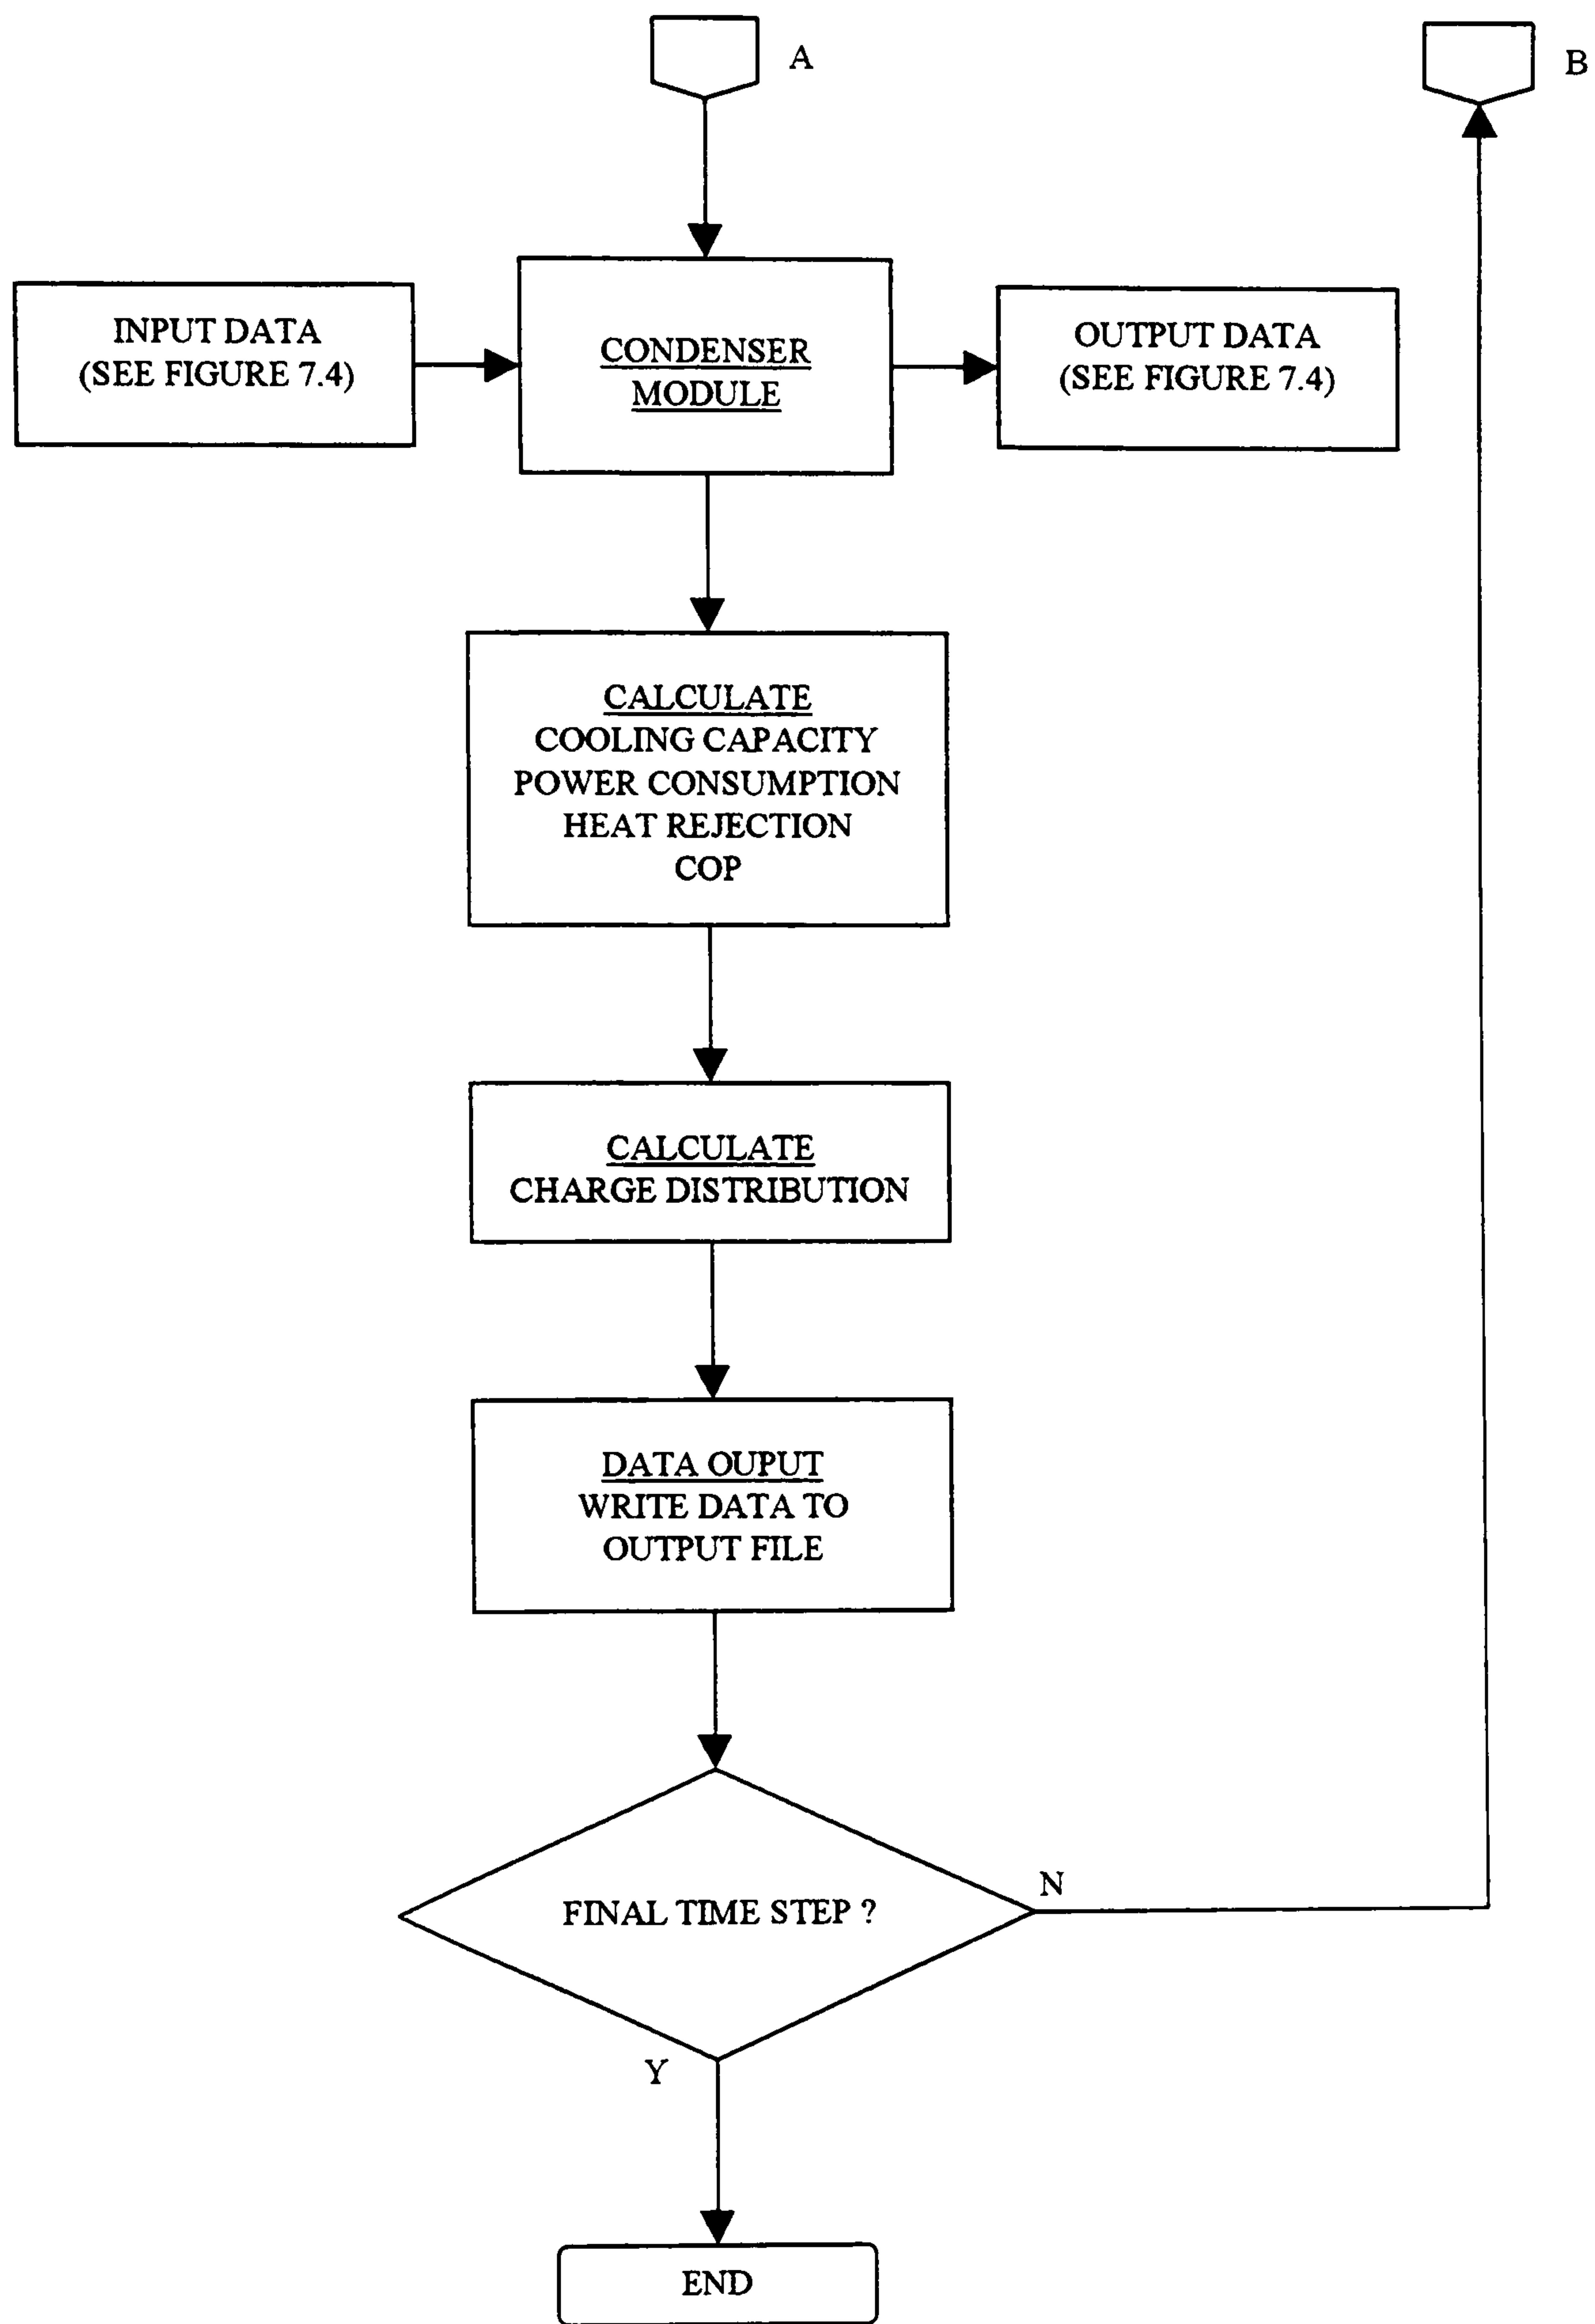 A
B
INPUT DATA
(SEE FIGURE 7.4)
CONDENSER
MODULE
OUTPUT DATA
(SEE FIGURE 7.4)
CALCULATE
COOLING CAPACITY
POWER CONSUMPTION
HEAT REJECTION
COP
CALCULATE
CHARGE DISTRIBUTION
DATA OUPUT
WRITE DATA TO
OUTPUT FILE
FINAL TIME STEP ?
N
Y
END